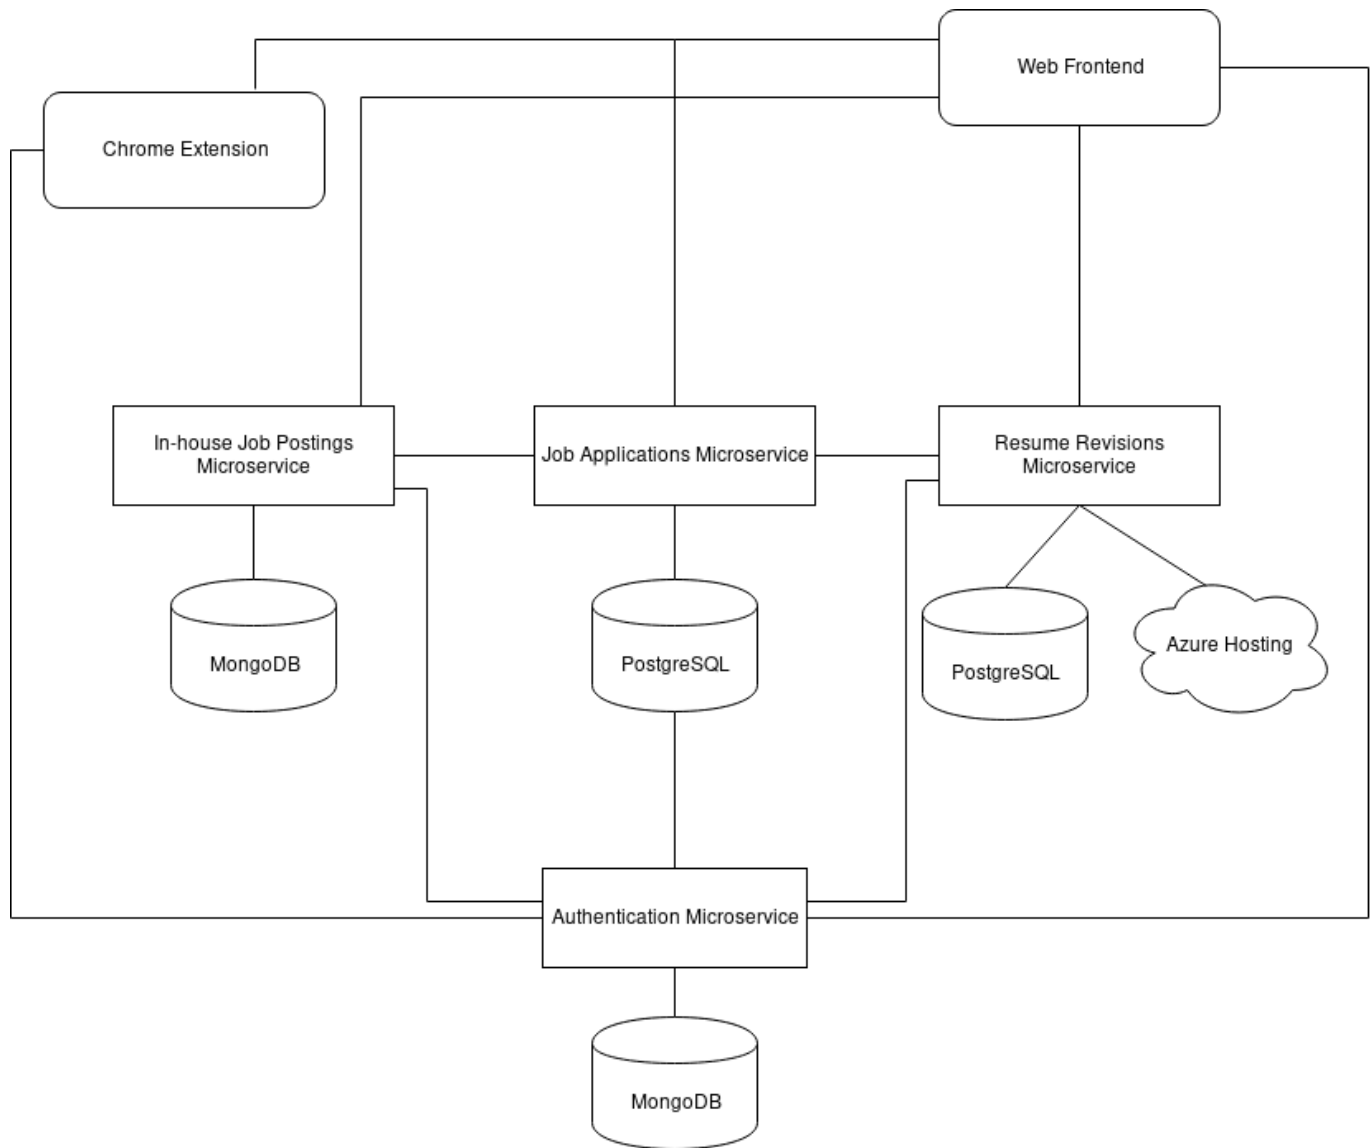 Web Frontend
Chrome Extension
In-house Job Postings
Microservice
Job Applications Microservice
Resume Revisions
Microservice
MongoDB
PostgreSQL
PostgreSQL
Azure Hosting
Authentication Microservice
MongoDB